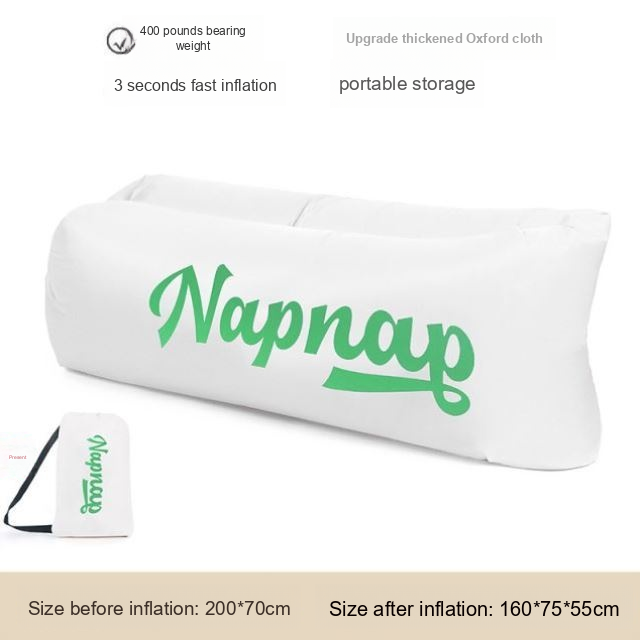 400 pounds bearing
weight
Upgrade thickened Oxford cloth
3 seconds fast inflation
portable storage
Napnap
Napnap
Present
Size before inflation: 200*70cm
Size after inflation: 160*75*55cm